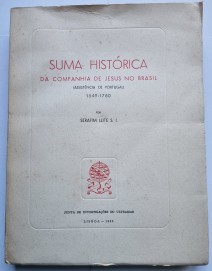 SUMA HISTÓRICA
DA COMPANHIA DE JESUS NO BRASIL
(ASSISTÊNCIA DE PORTUGAL)
1549-1760
POR
SERAFIM LEITE S. I.
JUNTA DE INVESTIGAÇÕES DO ULTRAMAR
LISBOA - 1965